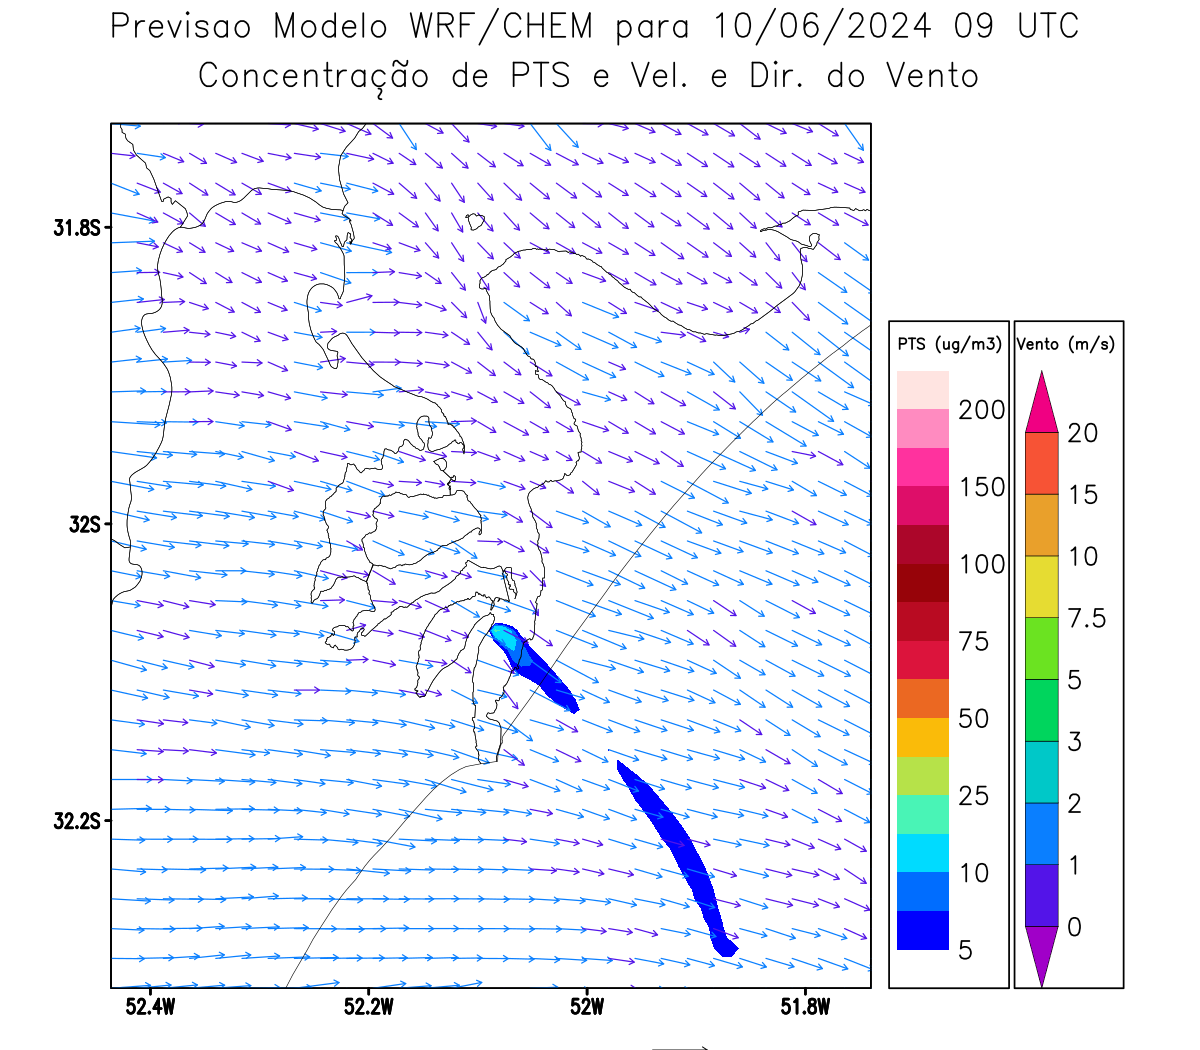 Previsao Modelo WRF/CHEM para 10/06/2024 09 UTC
Concentração de PTS e Vel. e Dir. do Vento
31.8S
32S
32.2S
52.4W
52.2W
52W
51.8W
PTS (ug/m3)
200
150
100
75
50
25
10
5
Vento (m/s)
20
15
10
7.5
5
3
2
1
0